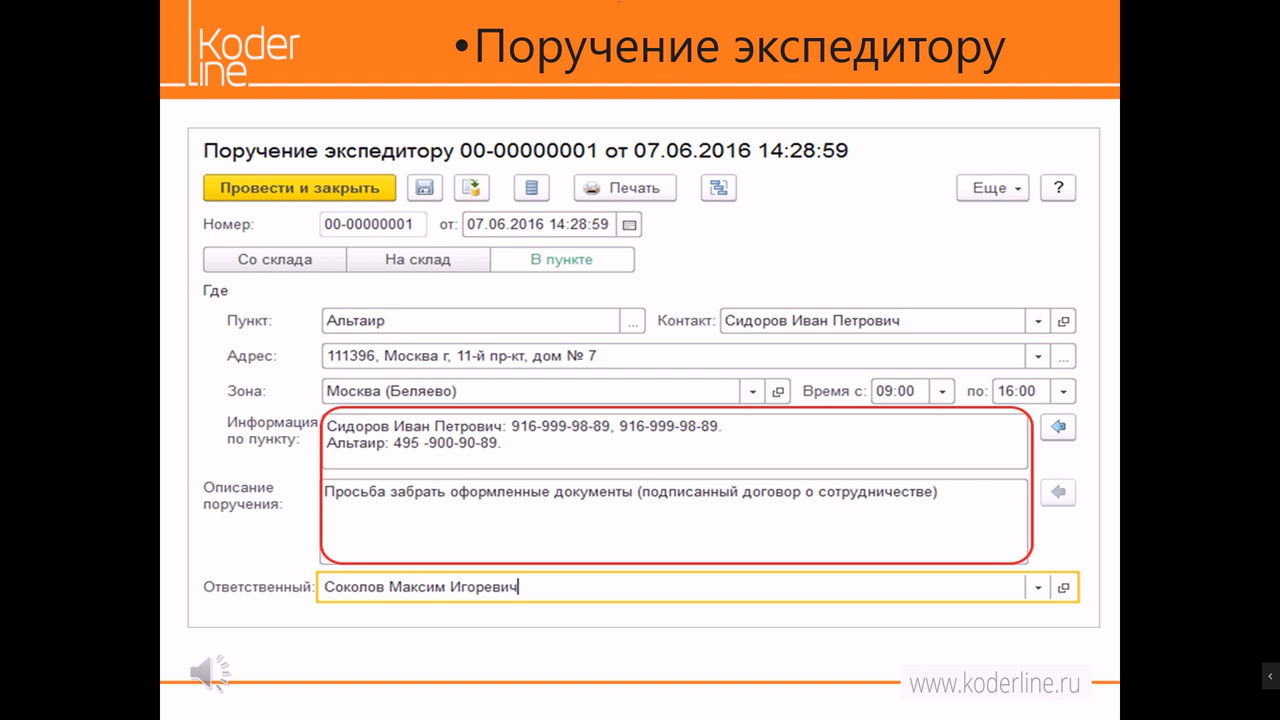 Koder
line
•Поручение экспедитору
Поручение экспедитору 00-00000001 от 07.06.2016 14:28:59
Провести и закрыть Печать Еще ?
Номер: 00-00000001 от: 07.06.2016 14:28:59
Со склада На склад В пункте
Где
Пункт: Альтаир ... Контакт: Сидоров Иван Петрович
Адрес: 111396, Москва г, 11-й пр-кт, дом № 7 ...
Зона: Москва (Беляево) Время с: 09:00 по: 16:00
Информация
по пункту:
Сидоров Иван Петрович: 916-999-98-89, 916-999-98-89.
Альтаир: 495 -900-90-89.
Описание
поручения:
Просьба забрать оформленные документы (подписанный договор о сотрудничестве)
Ответственный: Соколов Максим Игоревич
www.koderline.ru